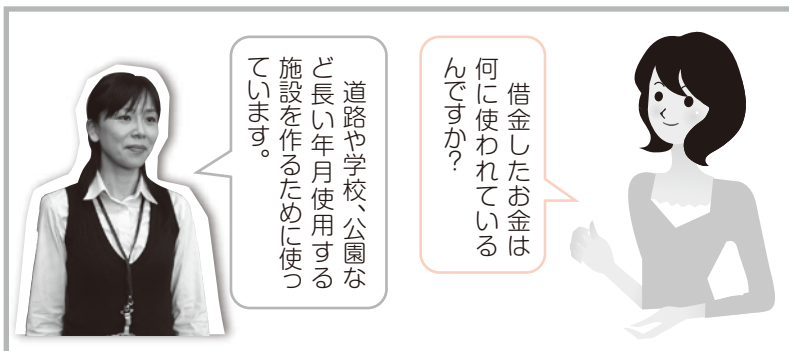 借金したお金は
何に使われている
んですか?
道路や学校、公園な
ど長い年月使用する
施設を作るために使っ
ています。